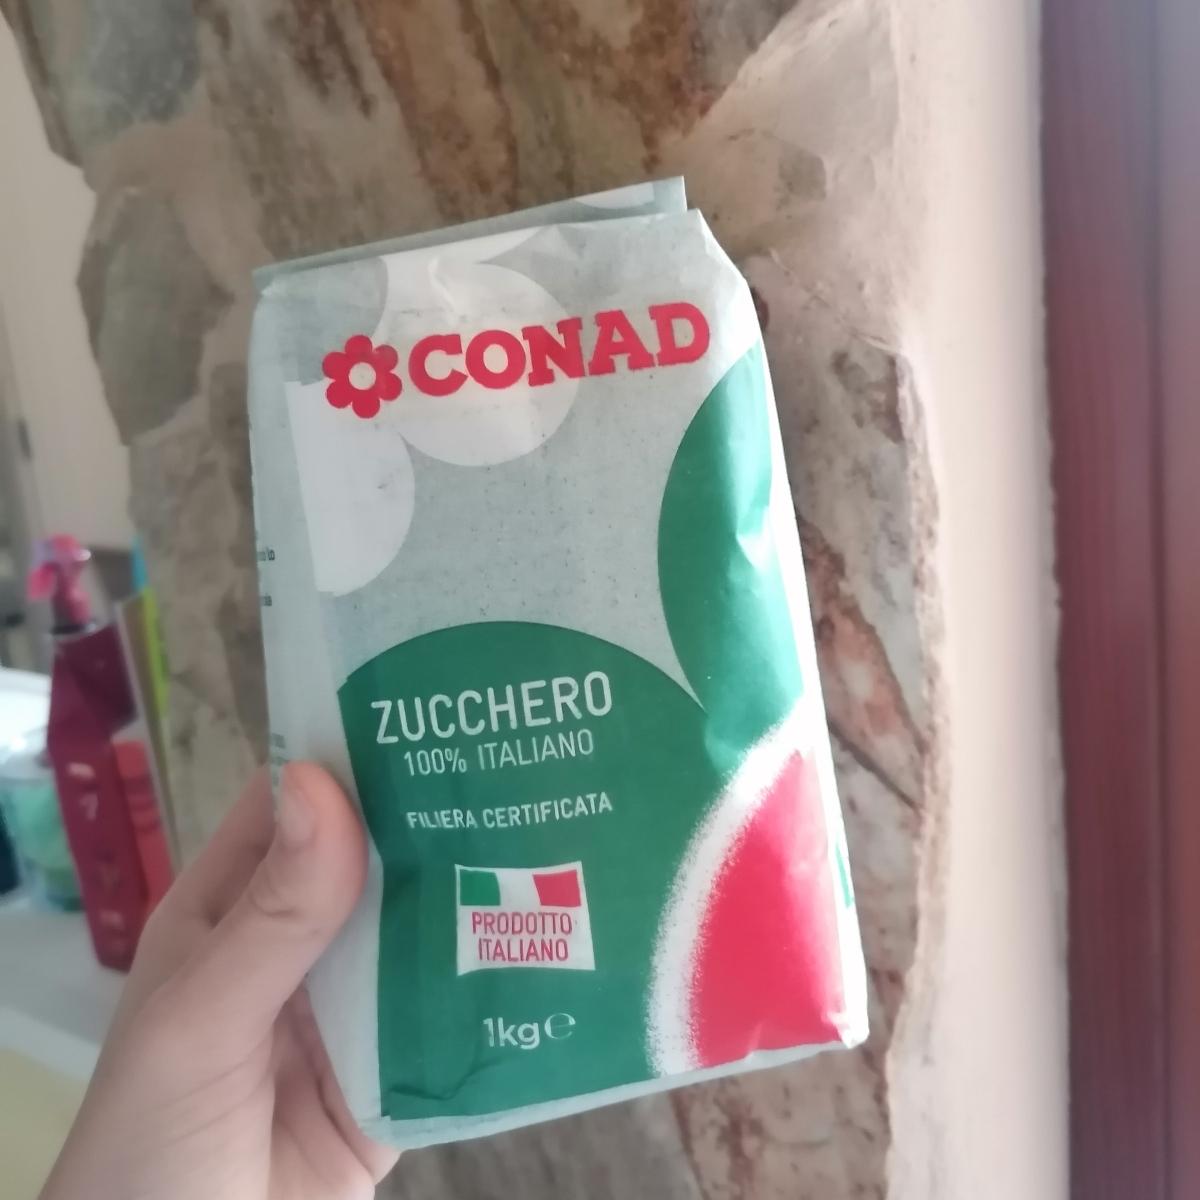 CONAD
ZUCCHERO
100% ITALIANO
FILIERA CERTIFICATA
PRODOTTO
ITALIANO
1kg℮